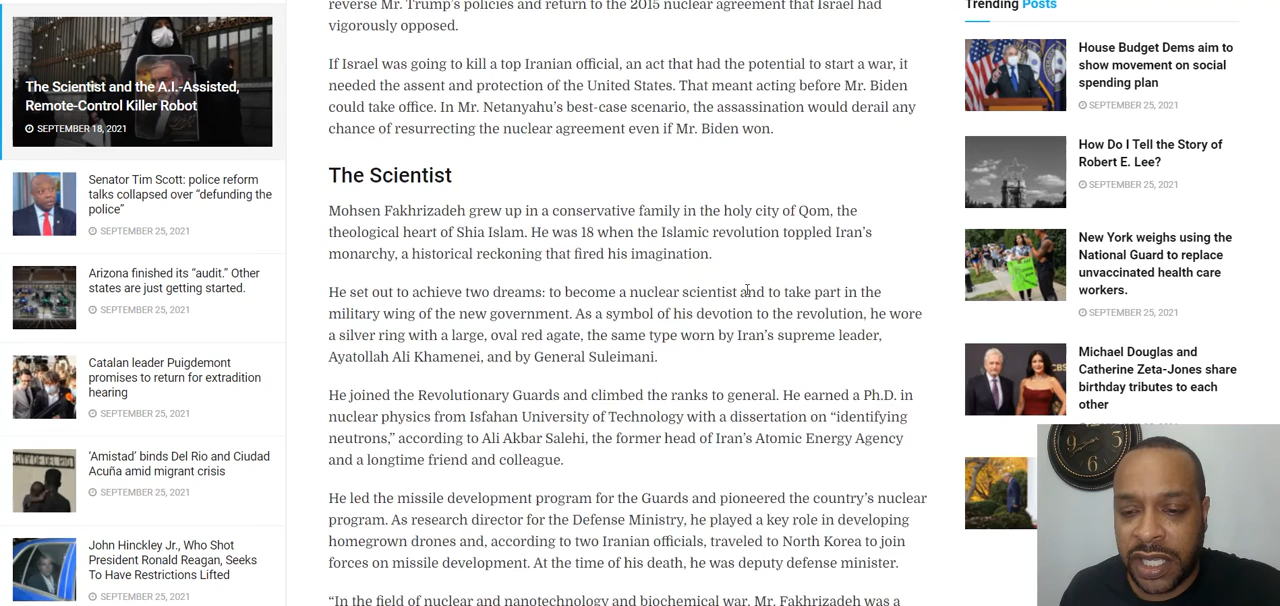 The Scientist and the A.I.-Assisted,
Remote-Control Killer Robot
SEPTEMBER 18, 2021
Senator Tim Scott: police reform
talks collapsed over “defunding the
police”
SEPTEMBER 25, 2021
Arizona finished its “audit.” Other
states are just getting started.
SEPTEMBER 25, 2021
Catalan leader Puigdemont
promises to return for extradition
hearing
SEPTEMBER 25, 2021
‘Amistad’ binds Del Rio and Ciudad
Acuña amid migrant crisis
SEPTEMBER 25, 2021
John Hinckley Jr., Who Shot
President Ronald Reagan, Seeks
To Have Restrictions Lifted
SEPTEMBER 25, 2021
reverse Mr. Trump’s policies and return to the 2015 nuclear agreement that Israel had
vigorously opposed.
If Israel was going to kill a top Iranian official, an act that had the potential to start a war, it
needed the assent and protection of the United States. That meant acting before Mr. Biden
could take office. In Mr. Netanyahu’s best-case scenario, the assassination would derail any
chance of resurrecting the nuclear agreement even if Mr. Biden won.
The Scientist
Mohsen Fakhrizadeh grew up in a conservative family in the holy city of Qom, the
theological heart of Shia Islam. He was 18 when the Islamic revolution toppled Iran’s
monarchy, a historical reckoning that fired his imagination.
He set out to achieve two dreams: to become a nuclear scientist and to take part in the
military wing of the new government. As a symbol of his devotion to the revolution, he wore
a silver ring with a large, oval red agate, the same type worn by Iran’s supreme leader,
Ayatollah Ali Khamenei, and by General Suleimani.
He joined the Revolutionary Guards and climbed the ranks to general. He earned a Ph.D. in
nuclear physics from Isfahan University of Technology with a dissertation on “identifying
neutrons,” according to Ali Akbar Salehi, the former head of Iran’s Atomic Energy Agency
and a longtime friend and colleague.
He led the missile development program for the Guards and pioneered the country’s nuclear
program. As research director for the Defense Ministry, he played a key role in developing
homegrown drones and, according to two Iranian officials, traveled to North Korea to join
forces on missile development. At the time of his death, he was deputy defense minister.
“In the field of nuclear and nanotechnology and biochemical war, Mr. Fakhrizadeh was a
Trending Posts
House Budget Dems aim to
show movement on social
spending plan
SEPTEMBER 25, 2021
How Do I Tell the Story of
Robert E. Lee?
SEPTEMBER 25, 2021
New York weighs using the
National Guard to replace
unvaccinated health care
workers.
SEPTEMBER 25, 2021
Michael Douglas and
Catherine Zeta-Jones share
birthday tributes to each
other